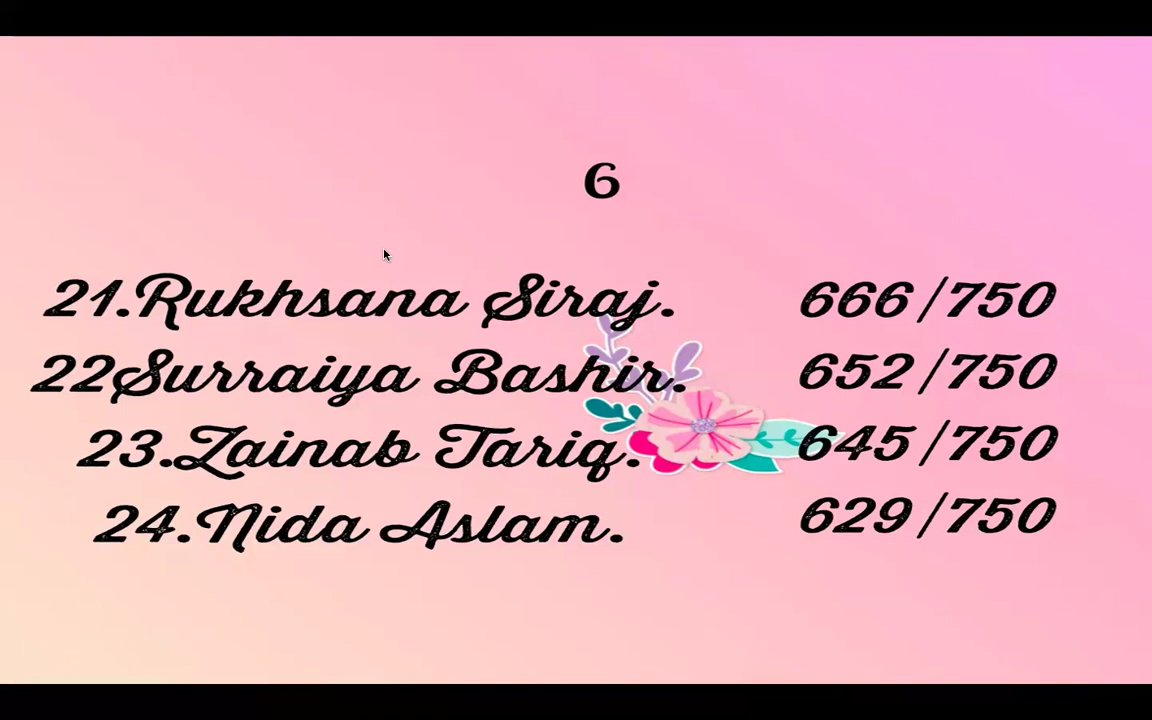 6
21.Rukhsana Siraj. 666/750
22Surraiya Bashir. 652/750
23.Zainab Tariq. 645/750
24.Nida Aslam. 629/750